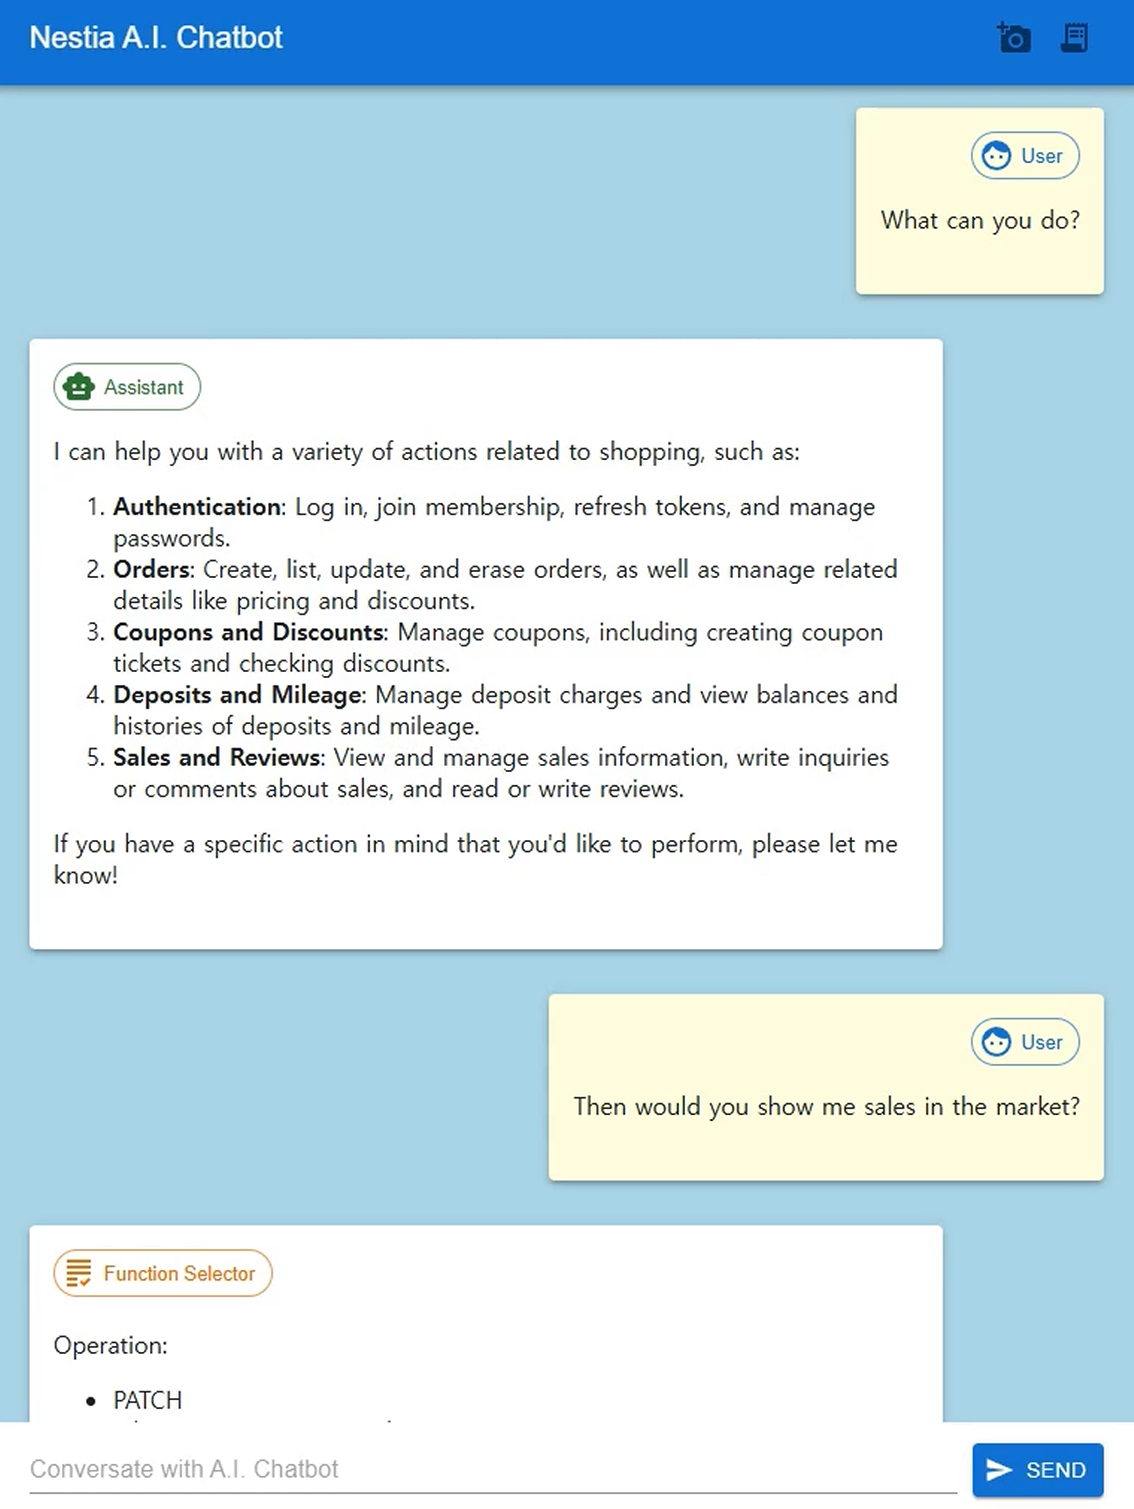 Nestia A.I. Chatbot
User
What can you do?
Assistant
I can help you with a variety of actions related to shopping, such as:
1. Authentication: Log in, join membership, refresh tokens, and manage
passwords.
2. Orders: Create, list, update, and erase orders, as well as manage related
details like pricing and discounts.
3. Coupons and Discounts: Manage coupons, including creating coupon
tickets and checking discounts.
4. Deposits and Mileage: Manage deposit charges and view balances and
histories of deposits and mileage.
5. Sales and Reviews: View and manage sales information, write inquiries
or comments about sales, and read or write reviews.
If you have a specific action in mind that you'd like to perform, please let me
know!
User
Then would you show me sales in the market?
Function Selector
Operation:
• PATCH
Conversate with A.I. Chatbot
SEND